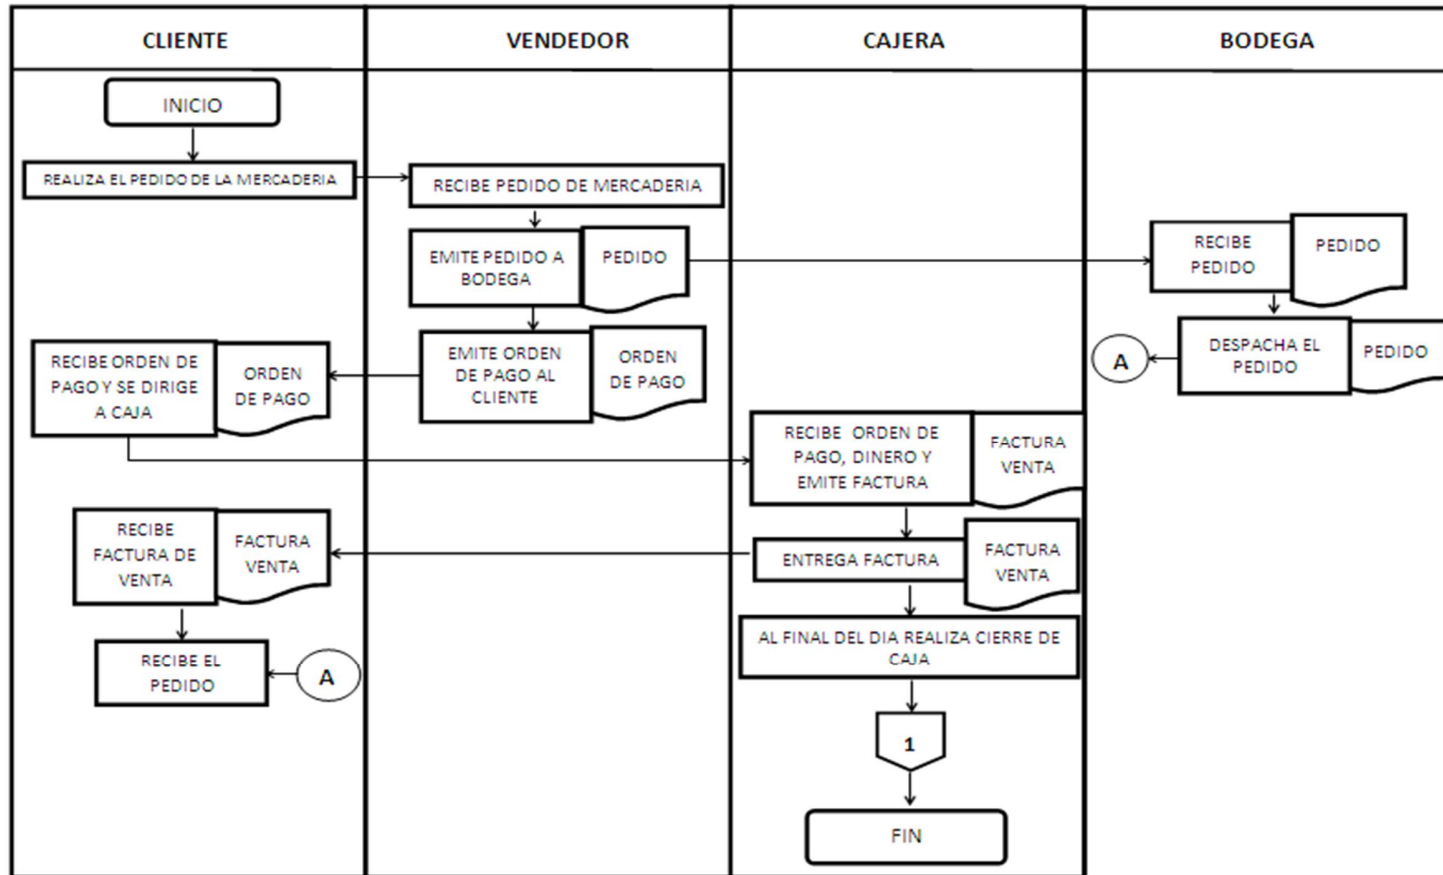 CLIENTE
VENDEDOR
CAJERA
BODEGA
INICIO
REALIZA EL PEDIDO DE LA MERCADERIA
RECIBE PEDIDO DE MERCADERIA
EMITE PEDIDO A
BODEGA
PEDIDO
RECIBE
PEDIDO
PEDIDO
RECIBE ORDEN DE
PAGO Y SE DIRIGE
A CAJA
ORDEN
DE PAGO
EMITE ORDEN
DE PAGO AL
CLIENTE
ORDEN
DE PAGO
A
DESPACHA EL
PEDIDO
PEDIDO
RECIBE ORDEN DE
PAGO, DINERO Y
EMITE FACTURA
FACTURA
VENTA
RECIBE
FACTURA DE
VENTA
FACTURA
VENTA
ENTREGA FACTURA
FACTURA
VENTA
RECIBE EL
PEDIDO
A
AL FINAL DEL DIA REALIZA CIERRE DE
CAJA
1
FIN